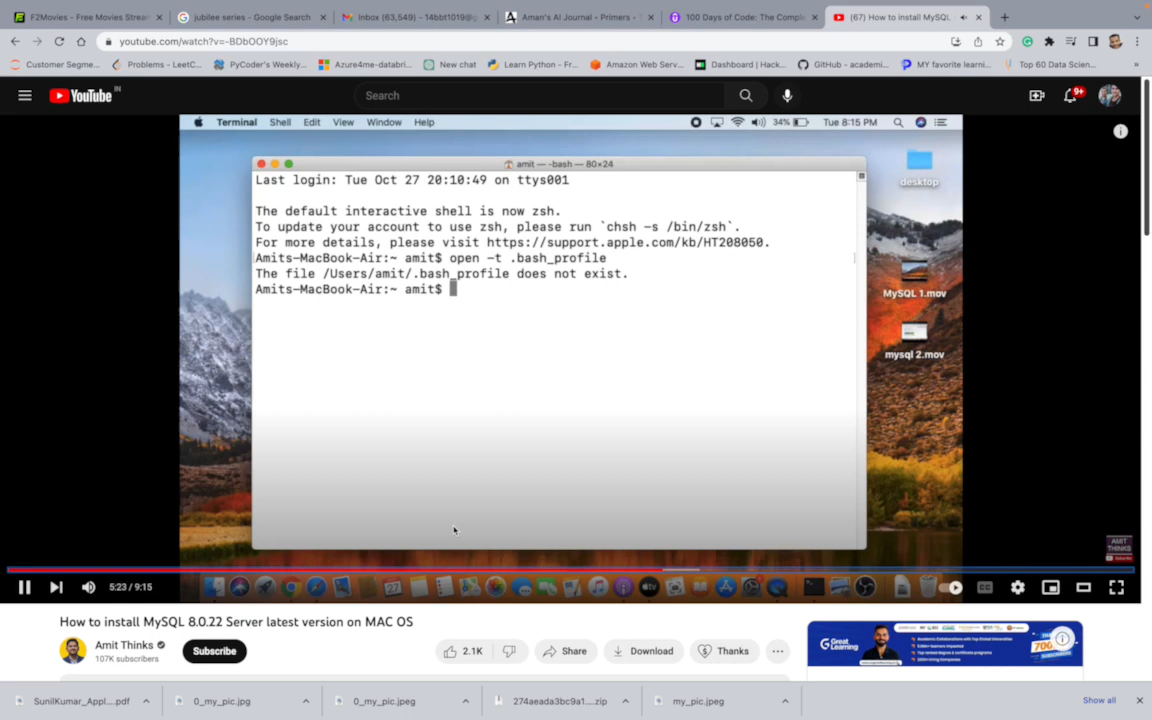 F2Movies - Free Movies Stream
jubilee series - Google Search
Inbox (63,549) - 14bbt1019@g
Aman's AI Journal - Primers -
100 Days of Code: The Comple
(67) How to install MySQL
youtube.com/watch?v=-BDbOOY9jsc
Customer Segme...
Problems - LeetC...
PyCoder's Weekly...
Azure4me-databri...
New chat
Learn Python - Fr...
Amazon Web Serv...
Dashboard | Hack...
GitHub - academi...
MY favorite learni...
Top 60 Data Scien...
»
YouTube IN
Search
9+
Terminal Shell Edit View Window Help
34% Tue 8:15 PM
amit — -bash — 80×24
Last login: Tue Oct 27 20:10:49 on ttys001
The default interactive shell is now zsh.
To update your account to use zsh, please run `chsh -s /bin/zsh`.
For more details, please visit https://support.apple.com/kb/HT208050.
Amits-MacBook-Air:~ amit$ open -t .bash_profile
The file /Users/amit/.bash_profile does not exist.
Amits-MacBook-Air:~ amit$
desktop
MySQL 1.mov
mysql 2.mov
AMIT
THINKS
Subscribe
5:23 / 9:15
How to install MySQL 8.0.22 Server latest version on MAC OS
Amit Thinks
107K subscribers
Subscribe
2.1K
Share
Download
Thanks
Great
Learning
SunilKumar_Appl....pdf
0_my_pic.jpg
0_my_pic.jpeg
274aeada3bc9a1....zip
my_pic.jpeg
Show all